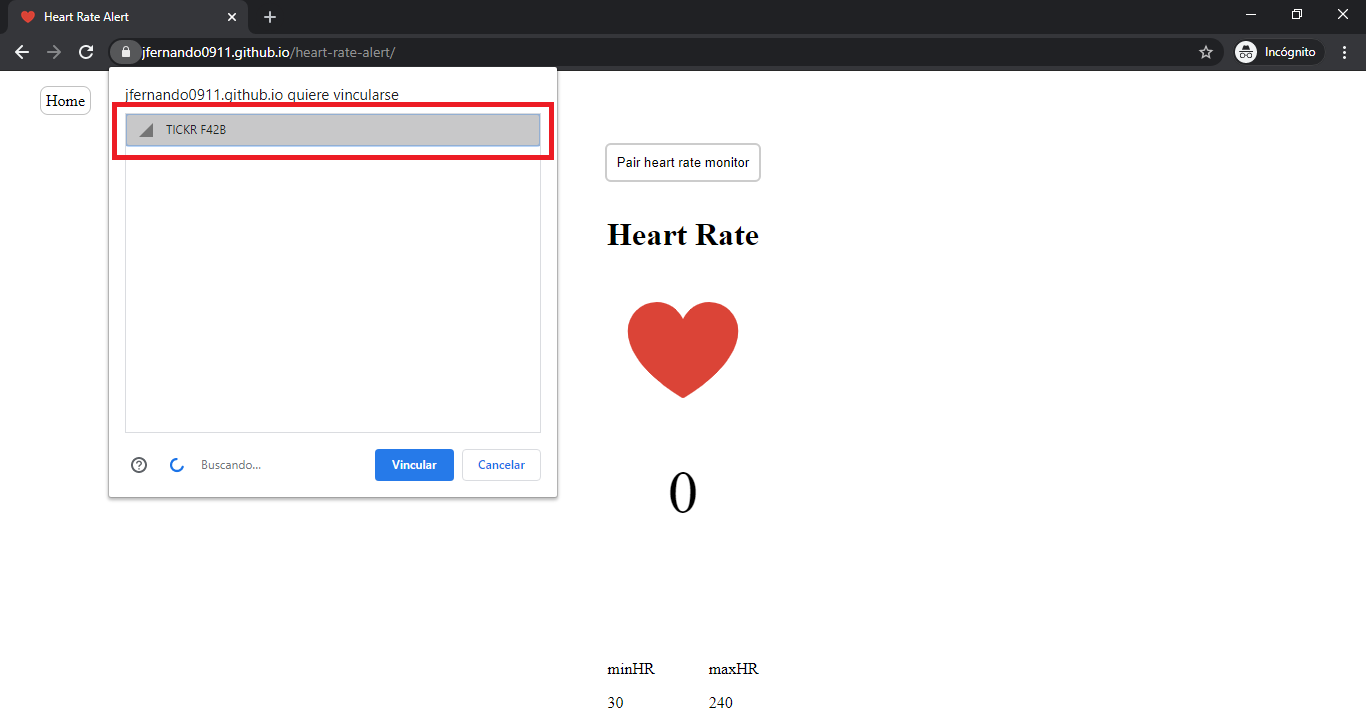 Heart Rate Alert
jfernando0911.github.io/heart-rate-alert/
Incógnito
Home
jfernando0911.github.io quiere vincularse
TICKR F42B
Buscando...
Vincular
Cancelar
Pair heart rate monitor
Heart Rate
0
minHR maxHR
30 240